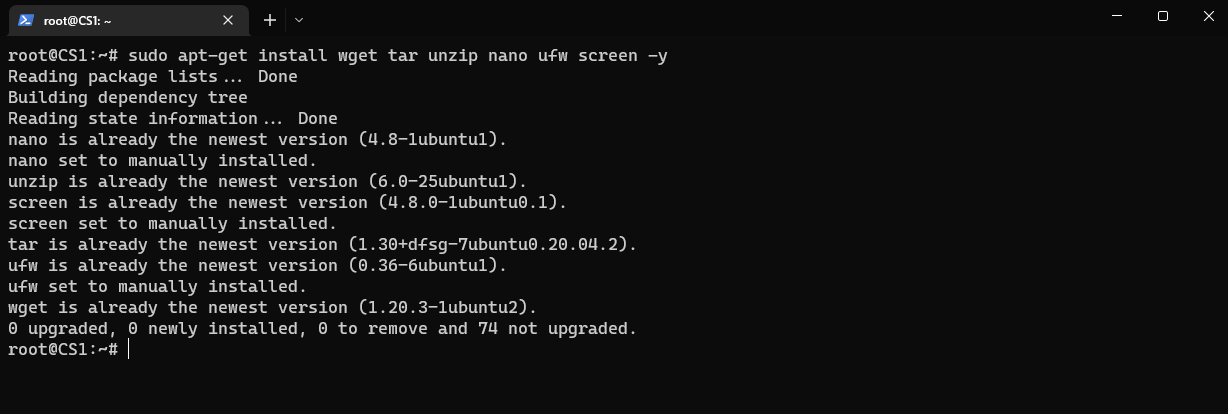 root@CS1: ~
root@CS1:~# sudo apt-get install wget tar unzip nano ufw screen -y
Reading package lists... Done
Building dependency tree
Reading state information... Done
nano is already the newest version (4.8-1ubuntu1).
nano set to manually installed.
unzip is already the newest version (6.0-25ubuntu1).
screen is already the newest version (4.8.0-1ubuntu0.1).
screen set to manually installed.
tar is already the newest version (1.30+dfsg-7ubuntu0.20.04.2).
ufw is already the newest version (0.36-6ubuntu1).
ufw set to manually installed.
wget is already the newest version (1.20.3-1ubuntu2).
0 upgraded, 0 newly installed, 0 to remove and 74 not upgraded.
root@CS1:~#